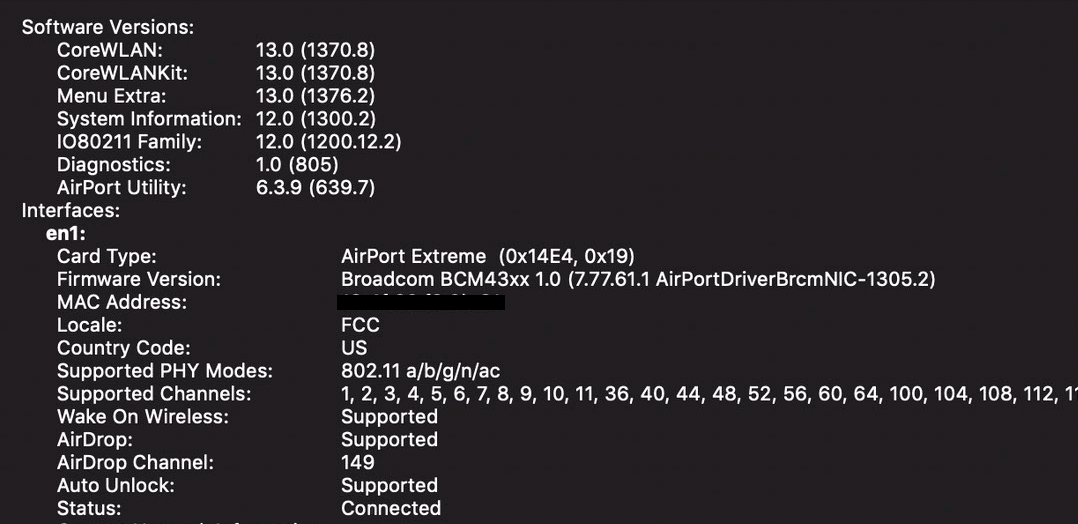 Software Versions:
CoreWLAN: 13.0 (1370.8)
CoreWLANKit: 13.0 (1370.8)
Menu Extra: 13.0 (1376.2)
System Information: 12.0 (1300.2)
IO80211 Family: 12.0 (1200.12.2)
Diagnostics: 1.0 (805)
AirPort Utility: 6.3.9 (639.7)
Interfaces:
en1:
Card Type: AirPort Extreme (0x14E4, 0x19)
Firmware Version: Broadcom BCM43xx 1.0 (7.77.61.1 AirPortDriverBrcmNIC-1305.2)
MAC Address:
Locale: FCC
Country Code: US
Supported PHY Modes: 802.11 a/b/g/n/ac
Supported Channels: 1, 2, 3, 4, 5, 6, 7, 8, 9, 10, 11, 36, 40, 44, 48, 52, 56, 60, 64, 100, 104, 108, 112,
Wake On Wireless: Supported
AirDrop: Supported
AirDrop Channel: 149
Auto Unlock: Supported
Status: Connected